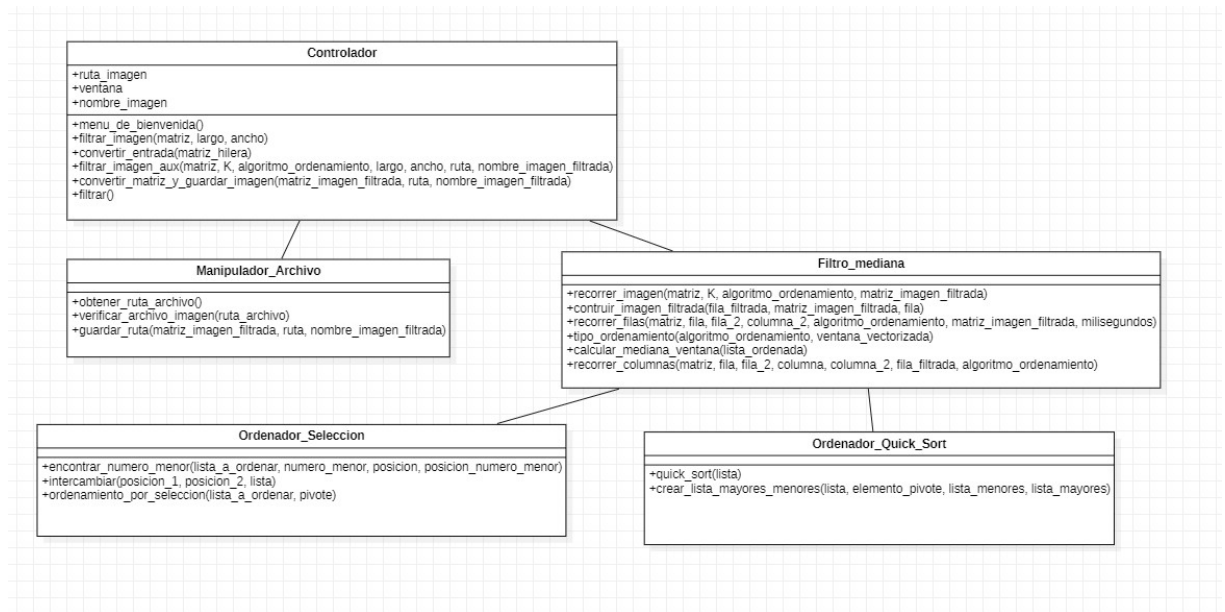 Controlador
+ruta_imagen
+ventana
+nombre_imagen
+menu_de_bienvenida()
+filtrar_imagen(matriz, largo, ancho)
+convertir_entrada(matriz_hilera)
+filtrar_imagen_aux(matriz, K, algoritmo_ordenamiento, largo, ancho, ruta, nombre_imagen_filtrada)
+convertir_matriz_y_guardar_imagen(matriz_imagen_filtrada, ruta, nombre_imagen_filtrada)
+filtrar()
Manipulador_Archivo
+obtener_ruta_archivo()
+verificar_archivo_imagen(ruta_archivo)
+guardar_ruta(matriz_imagen_filtrada, ruta, nombre_imagen_filtrada)
Filtro_mediana
+recorrer_imagen(matriz, K, algoritmo_ordenamiento, matriz_imagen_filtrada)
+contruir_imagen_filtrada(fila_filtrada, matriz_imagen_filtrada, fila)
+recorrer_filas(matriz, fila, fila_2, columna_2, algoritmo_ordenamiento, matriz_imagen_filtrada, milisegundos)
+tipo_ordenamiento(algoritmo_ordenamiento, ventana_vectorizada)
+calcular_mediana_ventana(lista_ordenada)
+recorrer_columnas(matriz, fila, fila_2, columna, columna_2, fila_filtrada, algoritmo_ordenamiento)
Ordenador_Seleccion
+encontrar_numero_menor(lista_a_ordenar, numero_menor, posicion, posicion_numero_menor)
+intercambiar(posicion_1, posicion_2, lista)
+ordenamiento_por_seleccion(lista_a_ordenar, pivote)
Ordenador_Quick_Sort
+quick_sort(lista)
+crear_lista_mayores_menores(lista, elemento_pivote, lista_menores, lista_mayores)